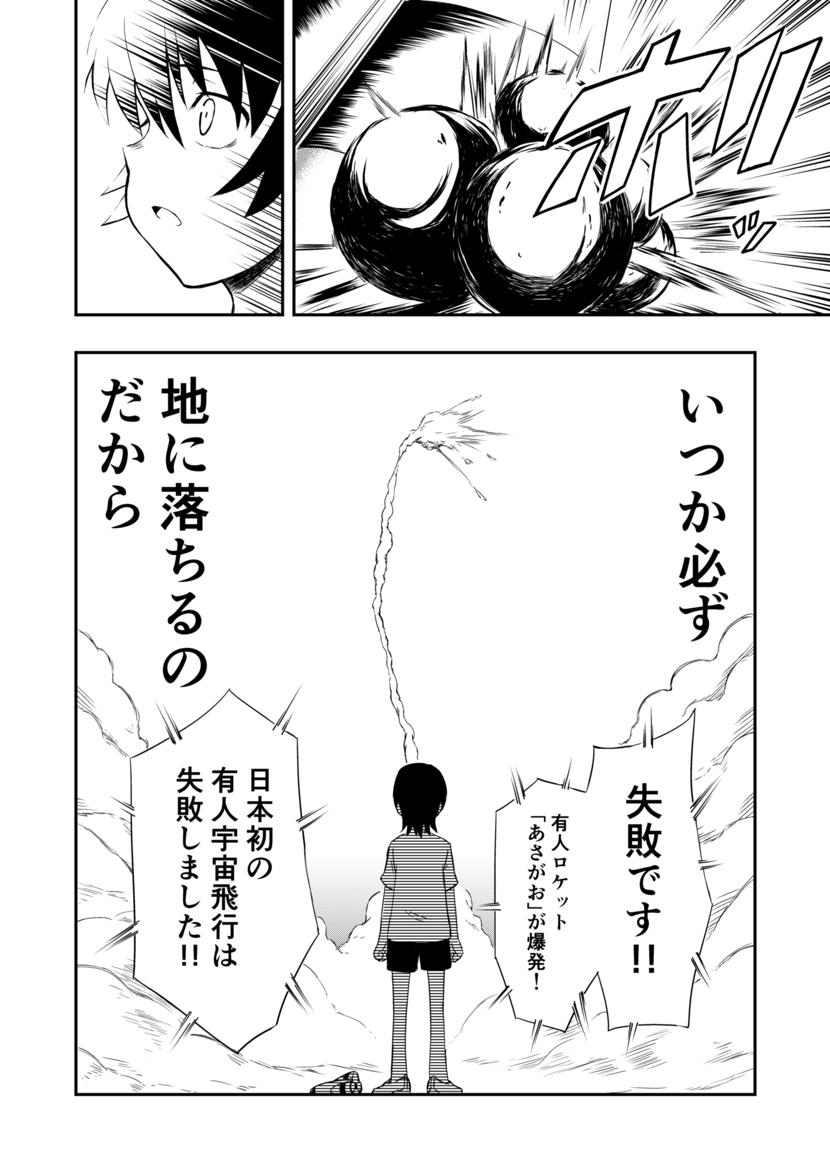 ボリッ
いつか必ず
失敗です!!
有人ロケット
「あさがお」が爆発!
日本初の
有人宇宙飛行は
失敗しました!!
地に落ちるの
だから